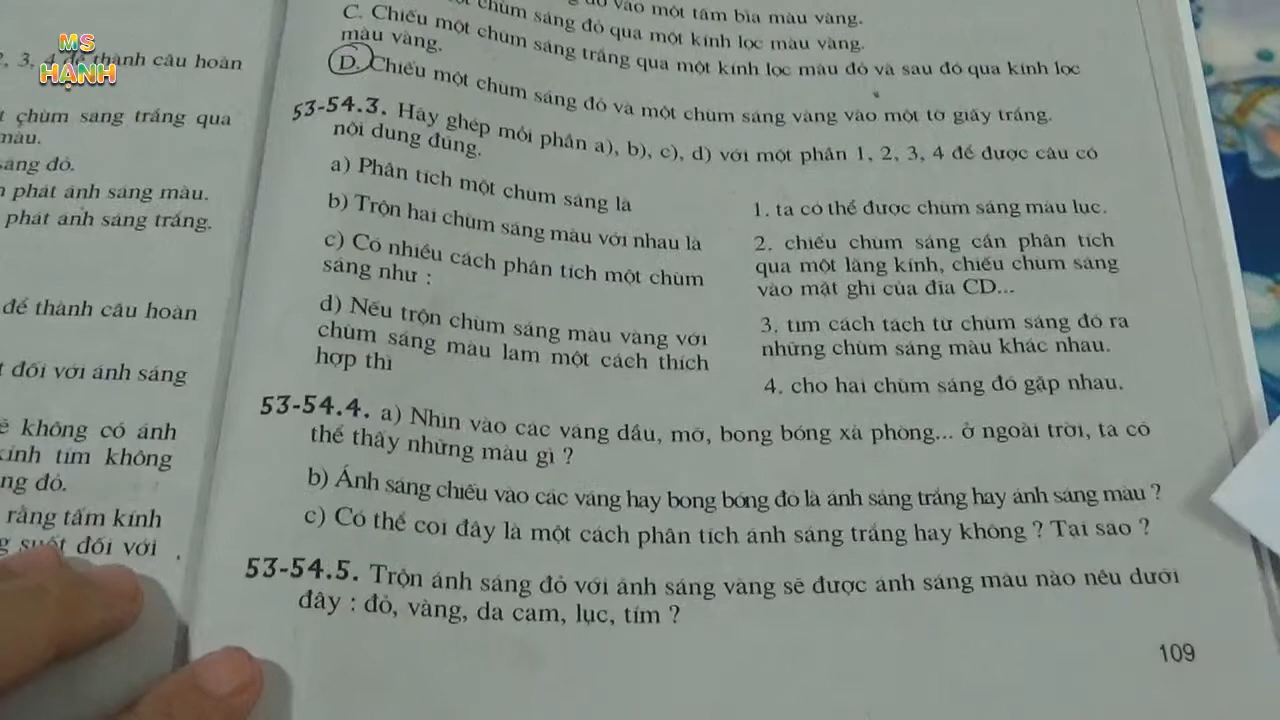 MS
HẠNH
2, 3, 4 để thành câu hoàn
chùm sáng trắng qua
màu.
sáng đỏ.
phát ánh sáng màu.
phát ánh sáng trắng.
để thành câu hoàn
đối với ánh sáng
không có ánh
kính tím không
đỏ.
rằng tấm kính
suốt đối với
vào một tấm bìa màu vàng.
chùm sáng đỏ qua một kính lọc màu vàng.
C. Chiếu một chùm sáng trắng qua một kính lọc màu đỏ và sau đó qua kính lọc
màu vàng.
D. Chiếu một chùm sáng đỏ và một chùm sáng vàng vào một tờ giấy trắng.
53-54.3. Hãy ghép mỗi phần a), b), c), d) với một phần 1, 2, 3, 4 để được câu có
nội dung đúng.
a) Phân tích một chùm sáng là
b) Trộn hai chùm sáng màu với nhau là
c) Có nhiều cách phân tích một chùm
sáng như :
d) Nếu trộn chùm sáng màu vàng với
chùm sáng màu lam một cách thích
hợp thì
1. ta có thể được chùm sáng màu lục.
2. chiếu chùm sáng cần phân tích
qua một lăng kính, chiếu chùm sáng
vào mặt ghi của đĩa CD...
3. tìm cách tách từ chùm sáng đó ra
những chùm sáng màu khác nhau.
4. cho hai chùm sáng đó gặp nhau.
53-54.4. a) Nhìn vào các váng dầu, mỡ, bong bóng xà phòng... ở ngoài trời, ta có
thể thấy những màu gì ?
b) Ánh sáng chiếu vào các váng hay bong bóng đó là ánh sáng trắng hay ánh sáng màu ?
c) Có thể coi đây là một cách phân tích ánh sáng trắng hay không ? Tại sao ?
53-54.5. Trộn ánh sáng đỏ với ánh sáng vàng sẽ được ánh sáng màu nào nêu dưới
đây : đỏ, vàng, da cam, lục, tím ?
109